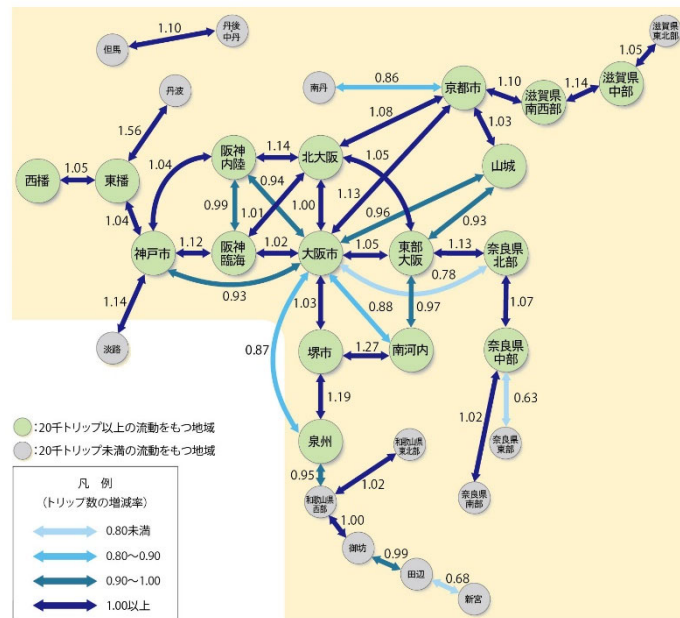 1.10
丹後
中丹
但馬
滋賀県
東北部
1.05
丹波
南丹
0.86
京都市
1.10
滋賀県
南西部
1.14
滋賀県
中部
1.56
1.08
1.03
西播
1.05
東播
1.04
阪神
内陸
1.14
北大阪
1.05
山城
0.94
1.13
0.99
1.01
1.00
0.96
0.93
1.04
神戸市
1.12
阪神
臨海
1.02
大阪市
1.05
東部
大阪
1.13
奈良県
北部
0.93
0.78
1.14
1.03
0.88
0.97
1.07
淡路
0.87
堺市
1.27
南河内
奈良県
中部
1.19
0.63
1.02
○:20千トリップ以上の流動をもつ地域
○:20千トリップ未満の流動をもつ地域
泉州
和歌山県
東北部
奈良県
東部
0.95
1.02
凡 例
(トリップ数の増減率)
和歌山県
西部
奈良県
南部
0.80未満
1.00
0.80～0.90
御坊
0.99
0.90～1.00
田辺
0.68
1.00以上
新宮